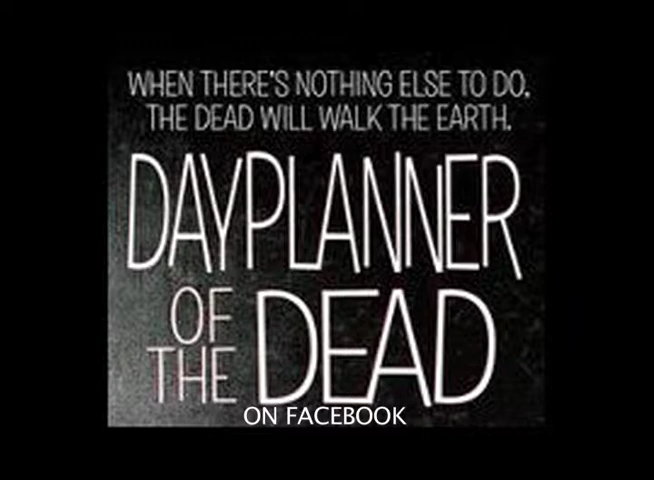 WHEN THERE'S NOTHING ELSE TO DO,
THE DEAD WILL WALK THE EARTH.
DAYPLANNER
OF
THE DEAD
ON FACEBOOK